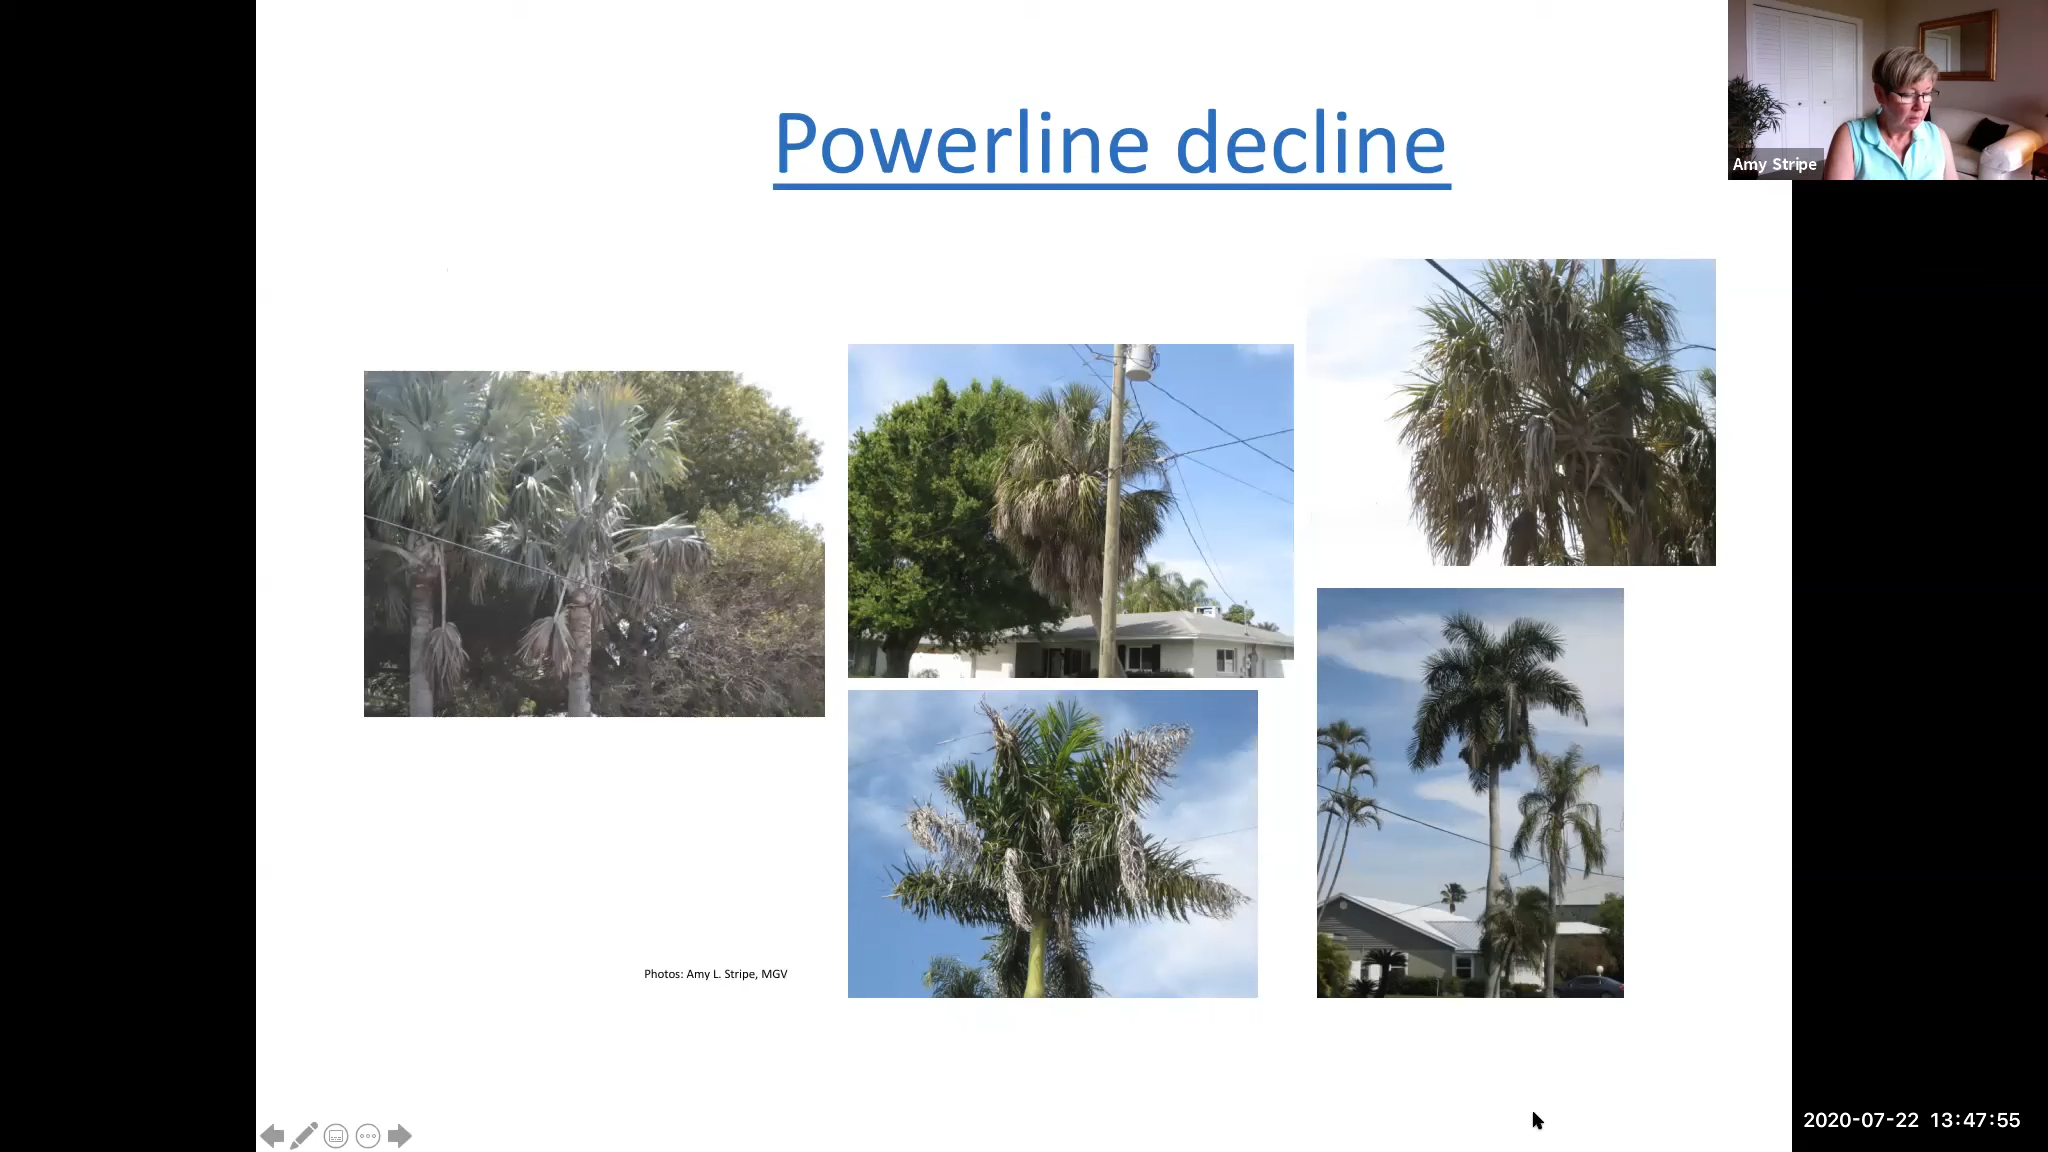 Powerline decline
Amy Stripe
Photos: Amy L. Stripe, MGV
2020-07-22 13:47:55